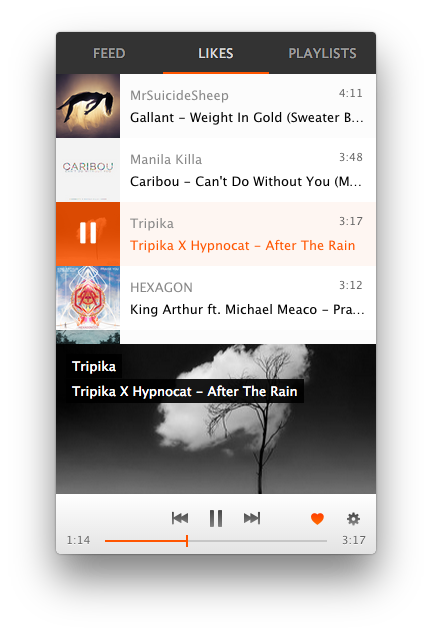 FEED LIKES PLAYLISTS
MrSuicideSheep 4:11
Gallant – Weight In Gold (Sweater B...
CARIBOU
Manila Killa 3:48
Caribou – Can't Do Without You (M...
Tripika 3:17
Tripika X Hypnocat – After The Rain
HEXAGON 3:12
King Arthur ft. Michael Meaco – Pra...
Tripika
Tripika X Hypnocat – After The Rain
1:14 3:17